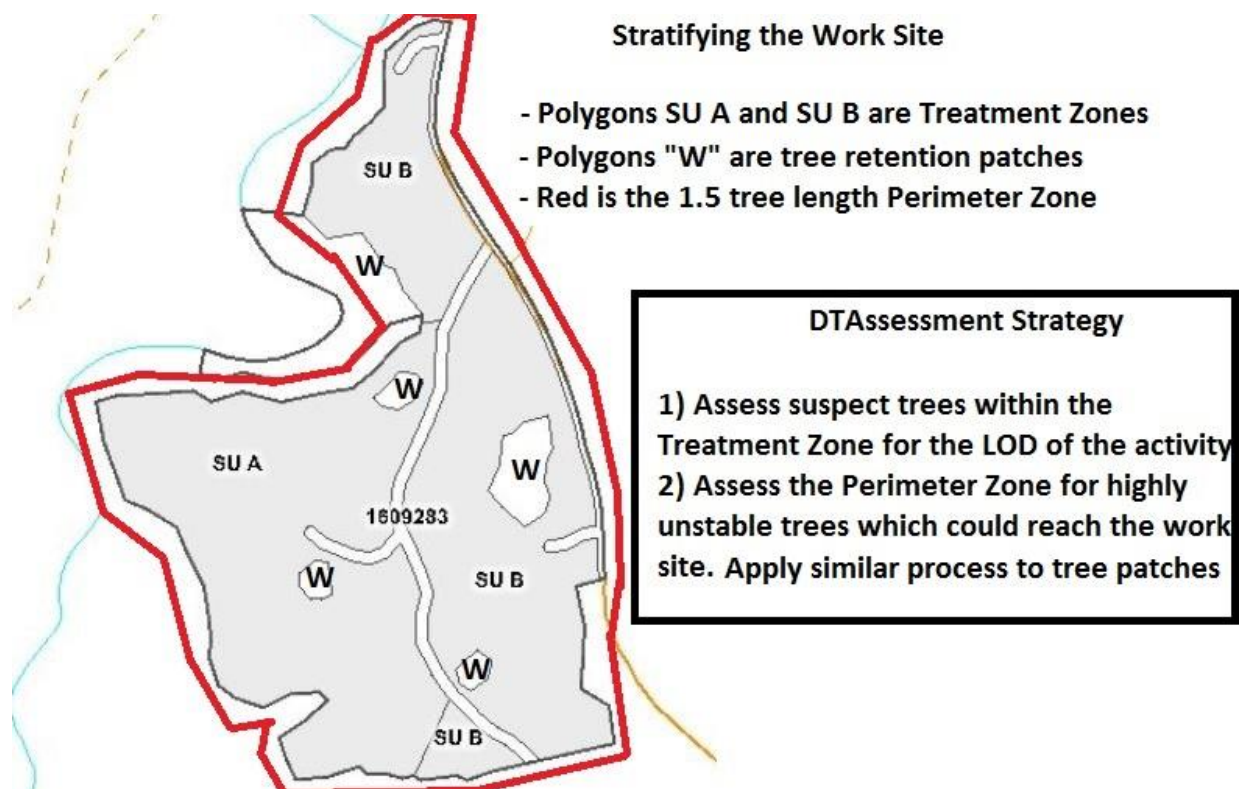 Stratifying the Work Site
- Polygons SU A and SU B are Treatment Zones
- Polygons "W" are tree retention patches
- Red is the 1.5 tree length Perimeter Zone
SU B
W
W
SU A
W
1609283
W
SU B
W
SU B
DTAssessment Strategy
1) Assess suspect trees within the
Treatment Zone for the LOD of the activity
2) Assess the Perimeter Zone for highly
unstable trees which could reach the work
site. Apply similar process to tree patches